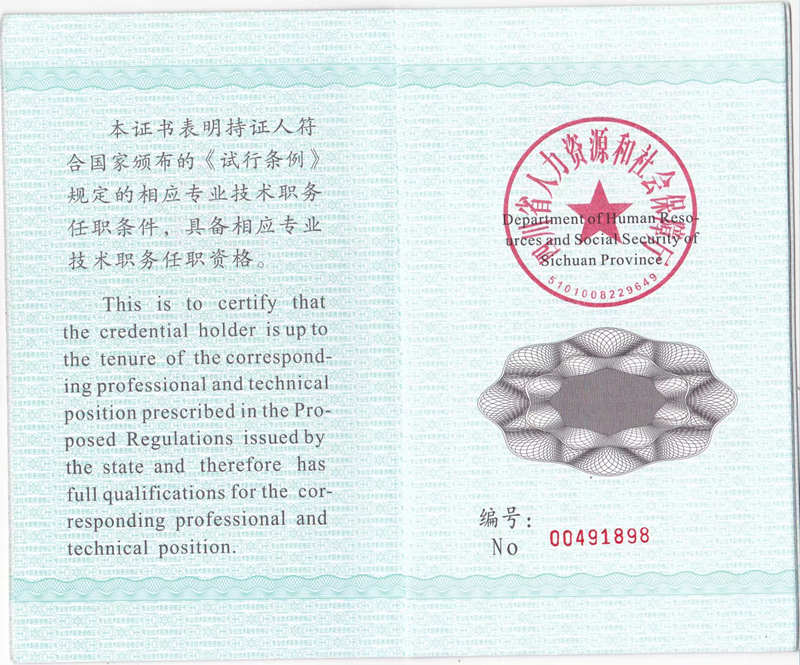 本证书表明持证人符
合国家颁布的《试行条例》
规定的相应专业技术职务
任职条件，具备相应专业
技术职务任职资格。
This is to certify that
the credential holder is up to
the tenure of the correspond-
ing professional and technical
position prescribed in the Pro-
posed Regulations issued by
the state and therefore has
full qualifications for the cor-
responding professional and
technical position.
四川省人力资源和社会保障厅
Department of Human Reso-
urces and Social Security of
Sichuan Province
5101008229649
编号：
No 00491898